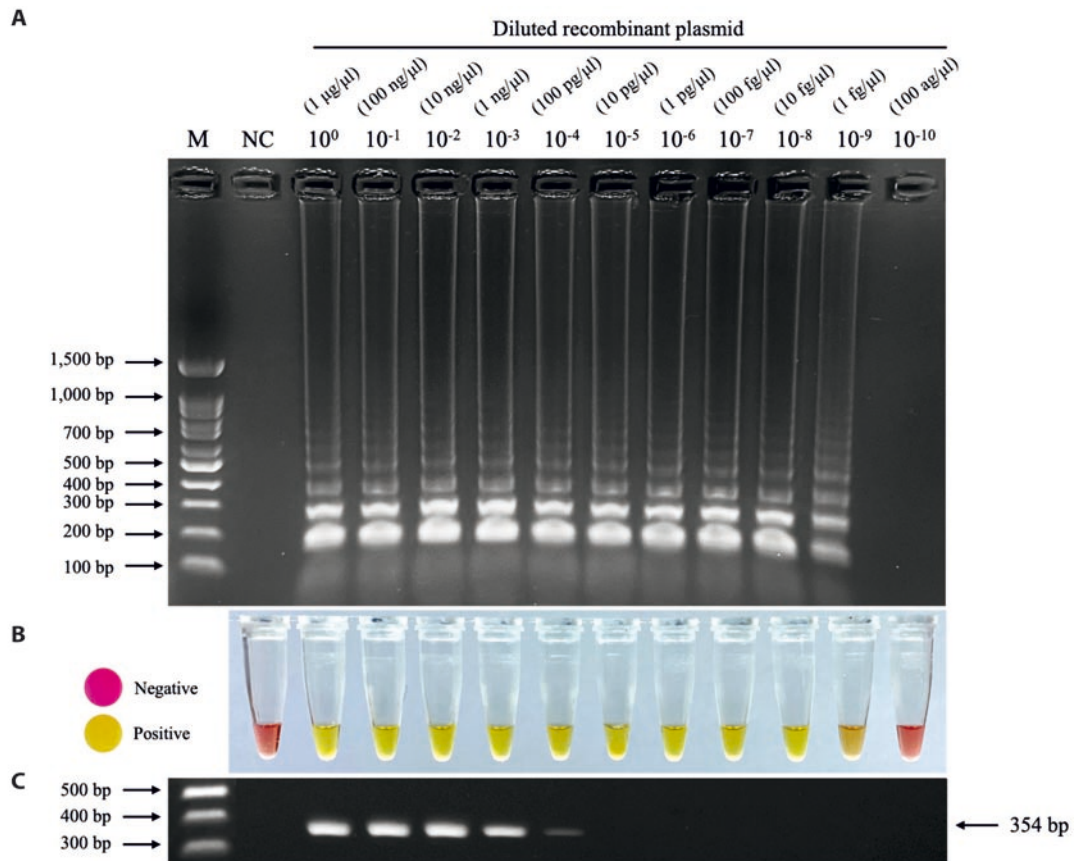 A
Diluted recombinant plasmid
(1 µg/µl) (100 ng/µl) (10 ng/µl) (1 ng/µl) (100 pg/µl) (10 pg/µl) (1 pg/µl) (100 fg/µl) (10 fg/µl) (1 fg/µl) (100 ag/µl)
M NC 10⁰ 10⁻¹ 10⁻² 10⁻³ 10⁻⁴ 10⁻⁵ 10⁻⁶ 10⁻⁷ 10⁻⁸ 10⁻⁹ 10⁻¹⁰
1,500 bp
1,000 bp
700 bp
500 bp
400 bp
300 bp
200 bp
100 bp
B
Negative
Positive
C
500 bp
400 bp
354 bp
300 bp